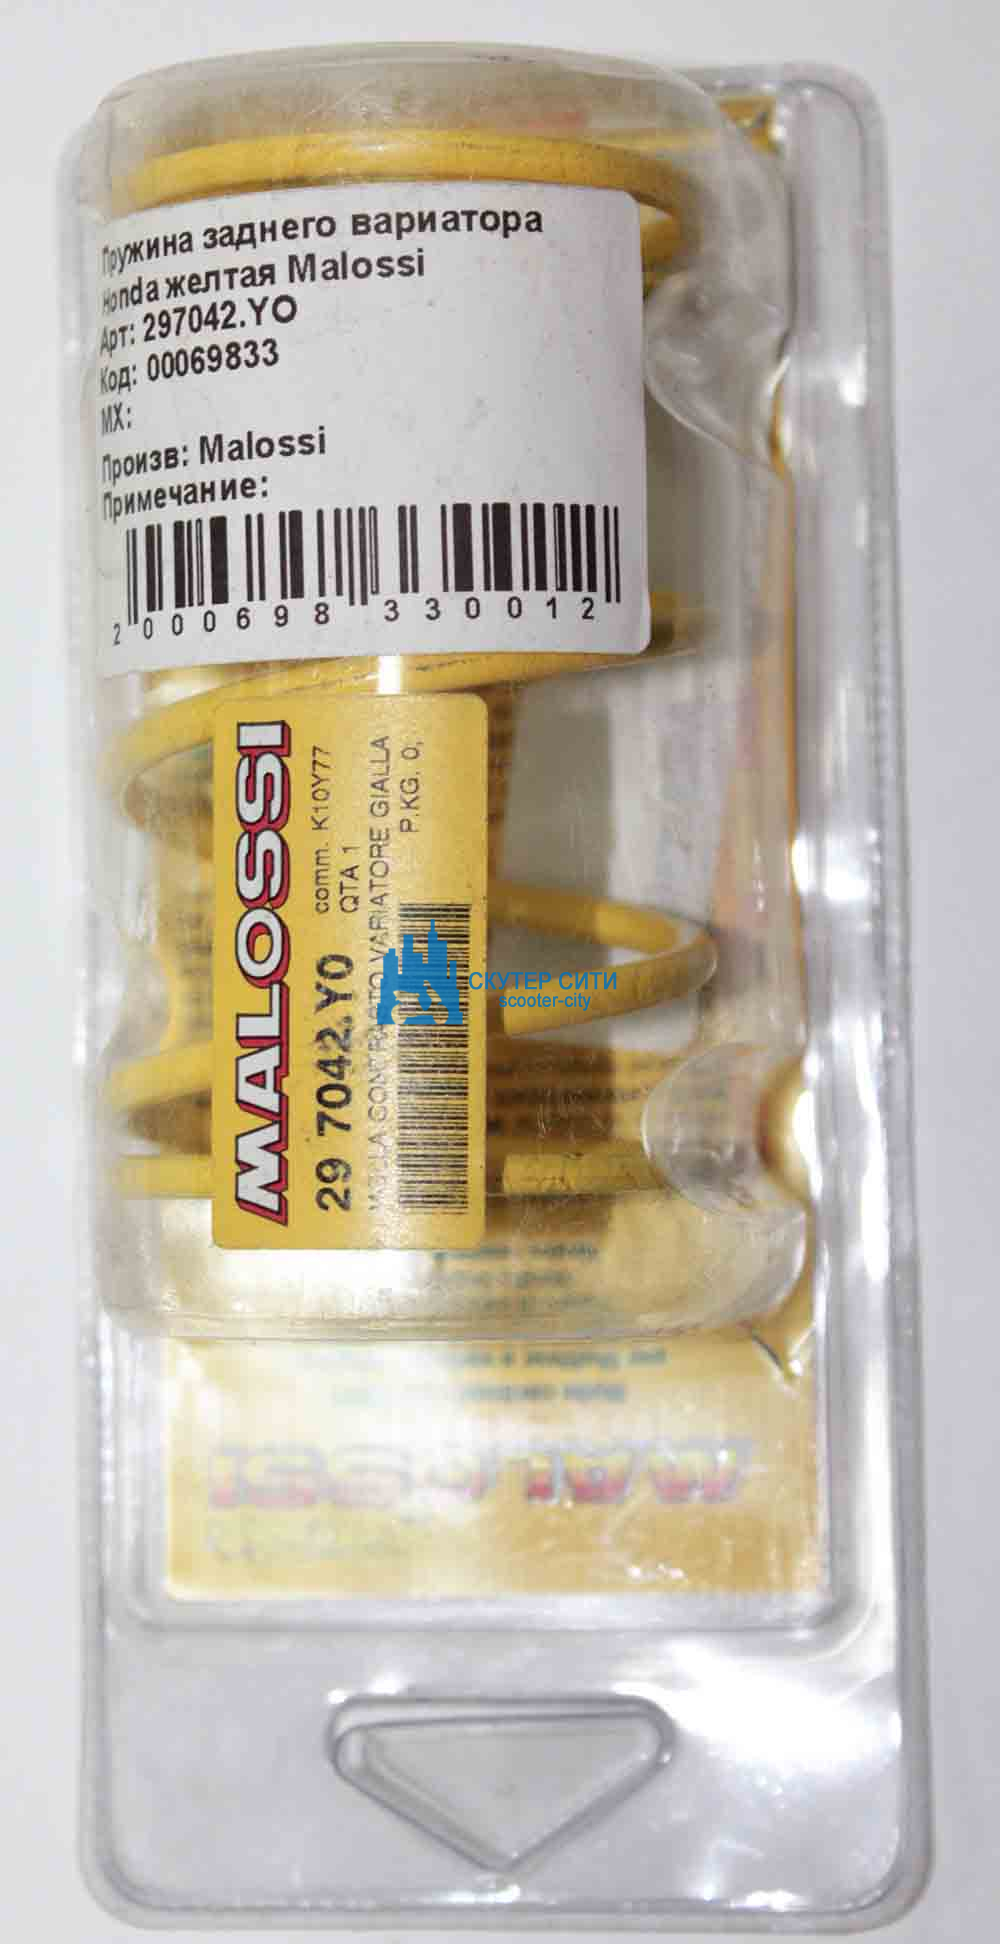 Пружина заднего вариатора
Honda желтая Malossi
Арт: 297042.YO
Код: 00069833
МХ:
Произв: Malossi
Примечание:
2 000698 330012
MALOSSI
comm. K10Y77
29 7042.Y0
QTA 1
MOLLA CONTRASTO VARIATORE GIALLA
P.KG. 0,
СКУТЕР СИТИ
scooter-city
MALOSSI